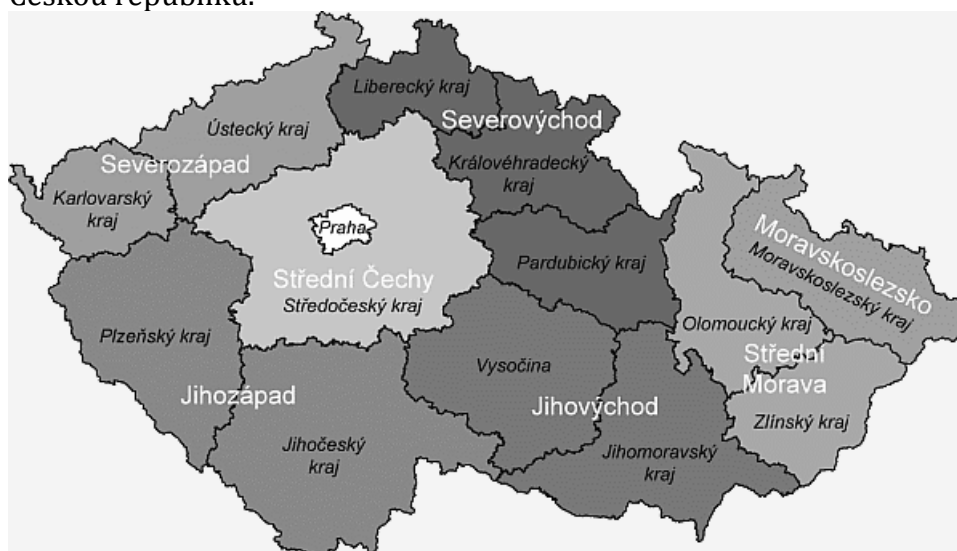 Českou republiku.
Liberecký kraj
Severovýchod
Ústecký kraj
Královéhradecký
kraj
Severozápad
Karlovarský
kraj
Praha
Moravskoslezsko
Moravskoslezský kraj
Pardubický kraj
Střední Čechy
Středočeský kraj
Olomoucký kraj
Plzeňský kraj
Vysočina
Střední
Morava
Jihozápad
Jihovýchod
Zlínský kraj
Jihočeský
kraj
Jihomoravský
kraj